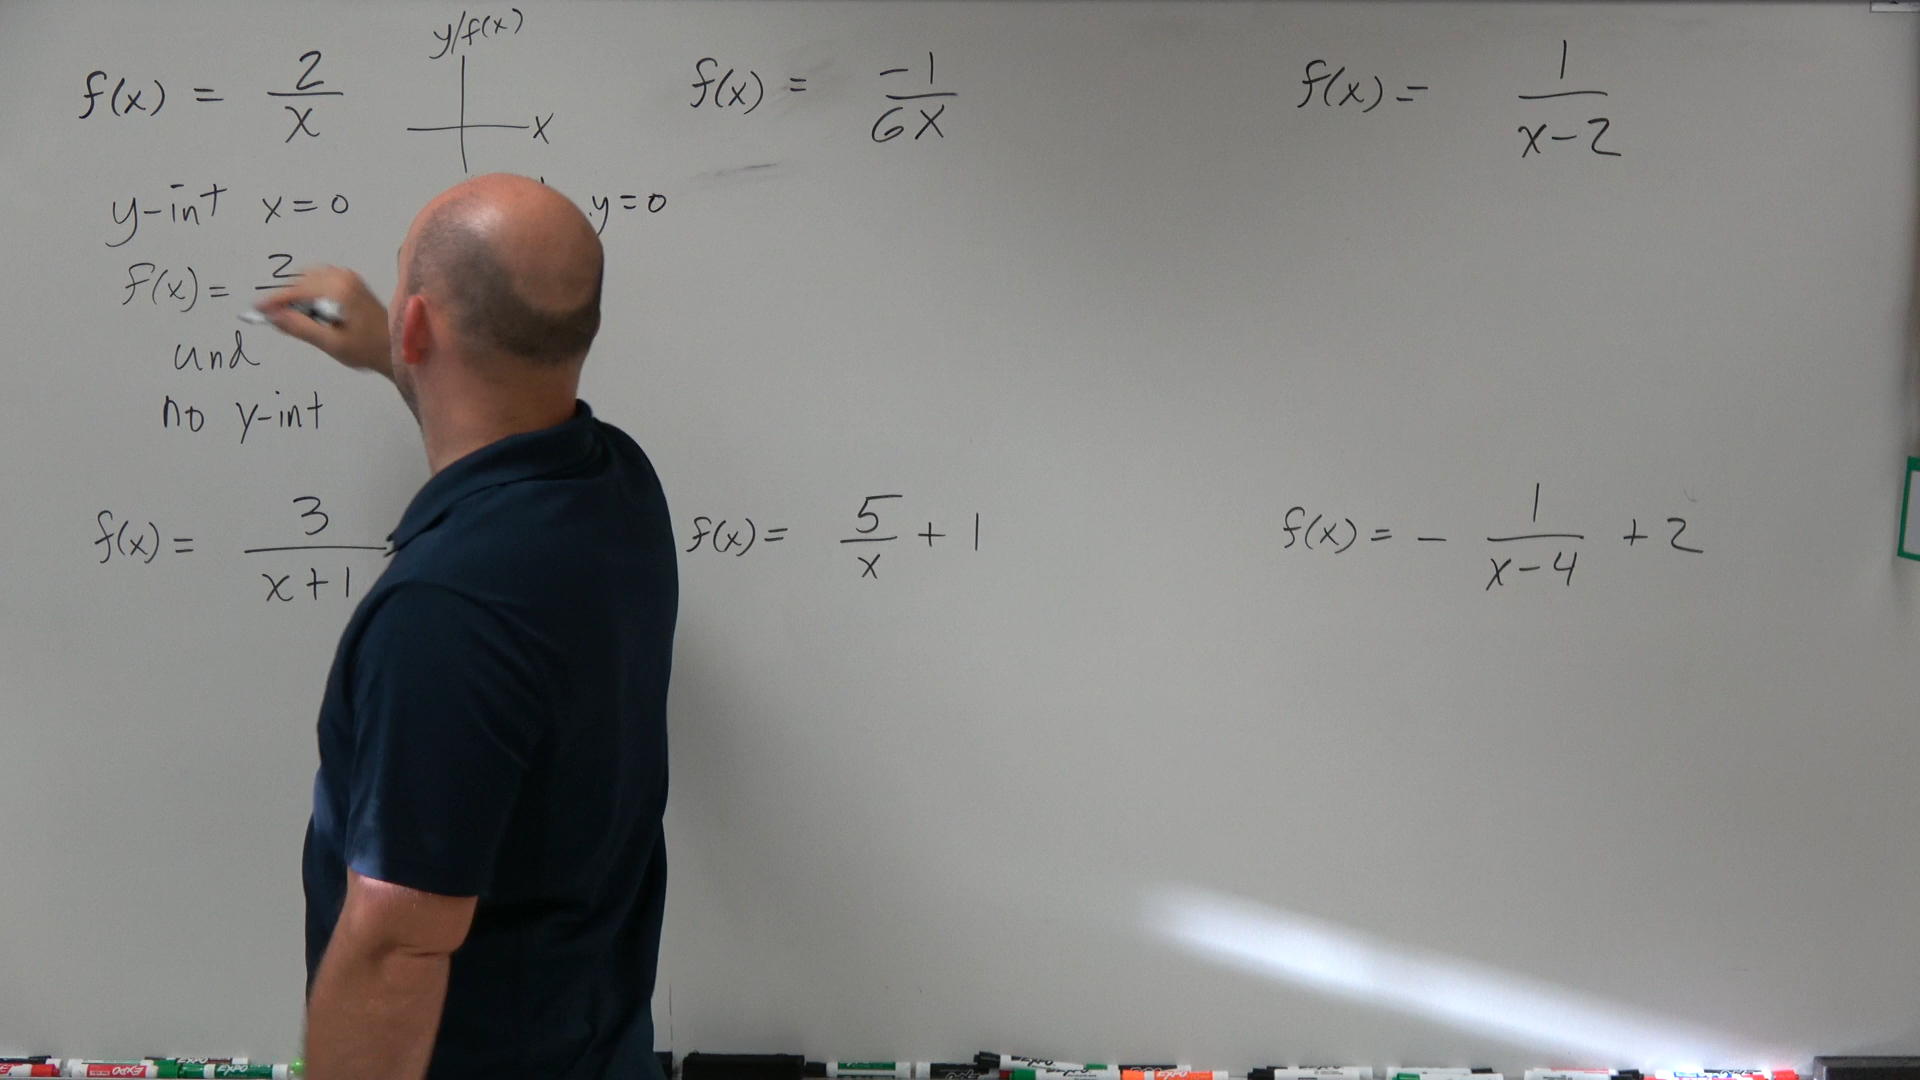 f(x) = 2/x
y/f(x)
x
y-int x=0
y=0
f(x)= 2
und
no y-int
f(x) = -1/6x
f(x)= 1/x-2
f(x)= 3/x+1
f(x)= 5/x + 1
f(x)= - 1/x-4 +2
EXPO